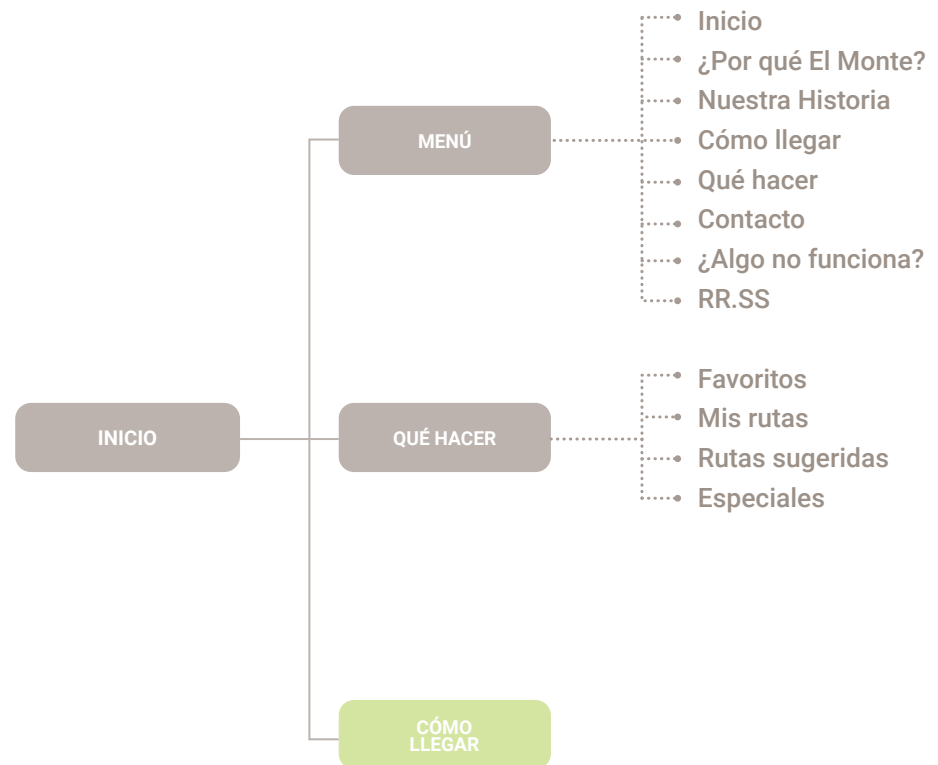 INICIO
MENÚ
Inicio
¿Por qué El Monte?
Nuestra Historia
Cómo llegar
Qué hacer
Contacto
¿Algo no funciona?
RR.SS
QUÉ HACER
Favoritos
Mis rutas
Rutas sugeridas
Especiales
CÓMO
LLEGAR